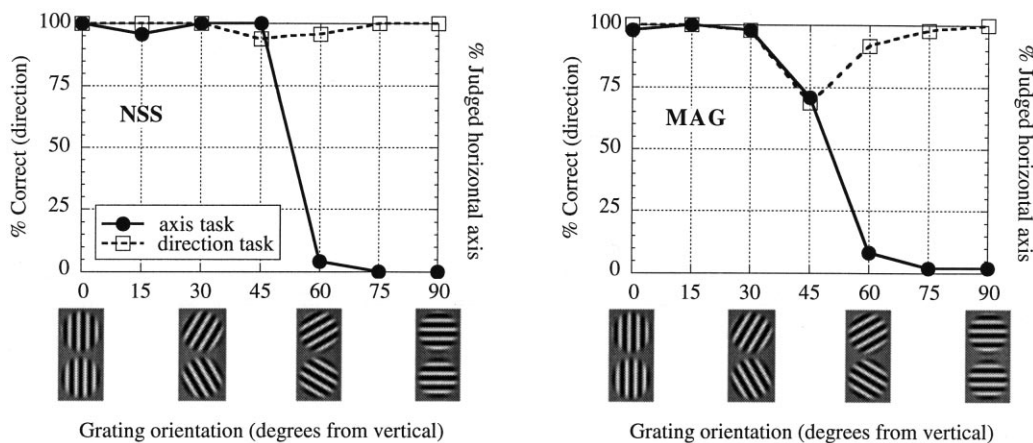 % Correct (direction)
100
75
50
25
0
NSS
axis task
direction task
% Judged horizontal axis
0 15 30 45 60 75 90
Grating orientation (degrees from vertical)
% Correct (direction)
100
75
50
25
0
MAG
% Judged horizontal axis
0 15 30 45 60 75 90
Grating orientation (degrees from vertical)